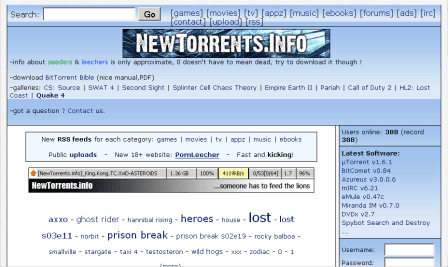 Search: Go [games] [movies] [tv] [appz] [music] [ebooks] [forums] [ads] [irc]
[contact] [upload] [rss]
NEWTORRENTS.INFO
-info about seeders & leechers is only approximate, 0 doesn't have to mean dead, try to download it though !
-download BitTorrent Bible (nice manual,PDF)
-galleries: CS: Source | SWAT 4 | Second Sight | Splinter Cell Chaos Theory | Empire Earth II | Pariah | Call of Duty 2 | HL2: Lost
Coast | Quake 4
-got a question ? Contact us.
New RSS feeds for each category: games | movies | tv | appz | music | ebooks
Public uploads - New 18+ website: PornLeecher - Fast and kicking!
[NewTorrents.info]_King.Kong.TC.XviD-ASTEROiDS 1.36 GB 100% 4119kB/s 0/53[0/64] 1.7 96%
NewTorrents.info ...someone has to feed the lions
axxo - ghost rider - hannibal rising - heroes - house - lost - lost
s03e11 - norbit - prison break - prison break s02e19 - rocky balboa -
smallville - stargate - taxi 4 - testosteron - wild hogs - xxx - zodiac - 0 - 1
(more)
Users online: 388 (record
388)
Latest Software:
µTorrent v1.6.1
BitComet v0.84
Azureus v3.0.0.6
mIRC v6.21
eMule v0.47c
Miranda IM v0.7.0
DVDx v2.7
Spybot Search and Destroy
...
Username:
Password: